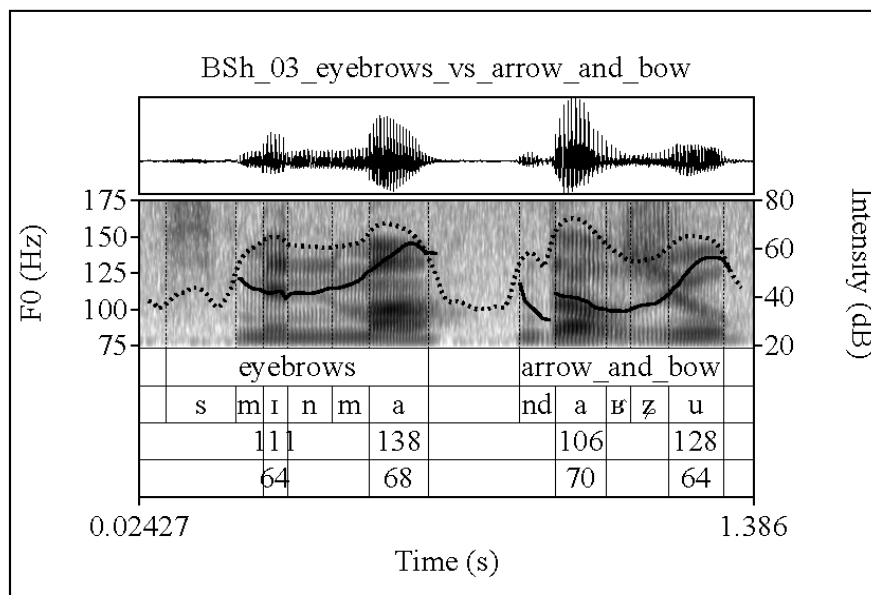 BSh_03_eyebrows_vs_arrow_and_bow
175
150
125
100
75
F0 (Hz)
80
60
40
20
Intensity (dB)
eyebrows arrow_and_bow
s m ɪ n m a nd a ʁ̵ ʐ̵ u
111 138 106 128
64 68 70 64
0.02427 1.386
Time (s)